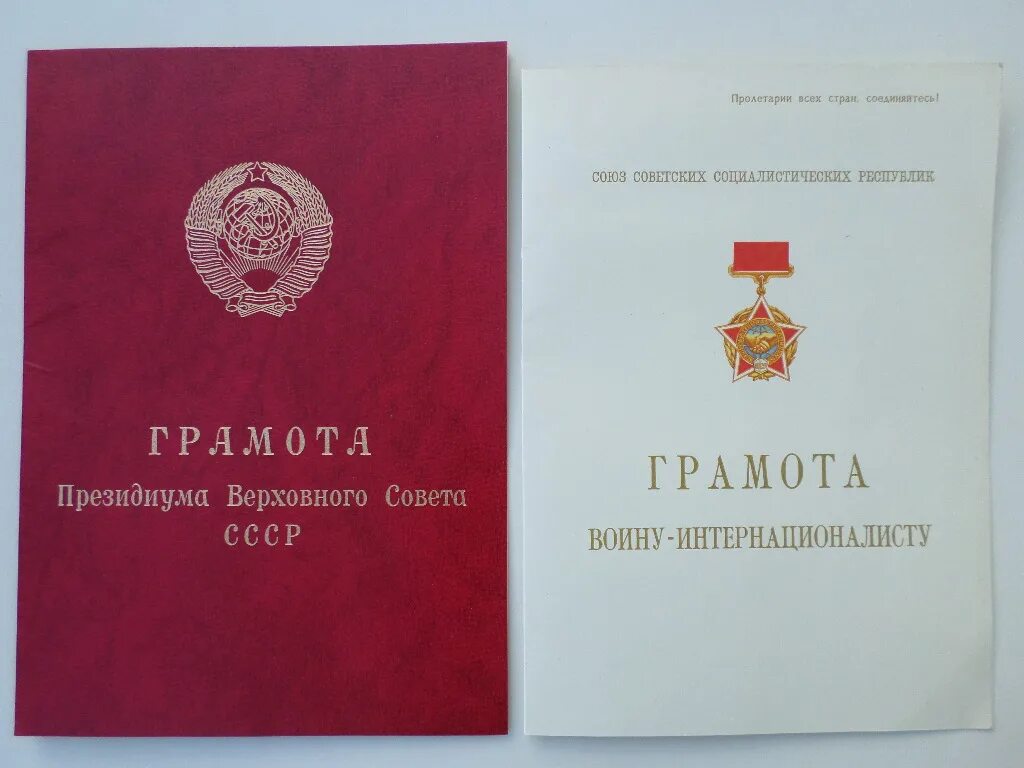 ГРАМОТА
Президиума Верховного Совета
СССР
Пролетарии всех стран, соединяйтесь!
СОЮЗ СОВЕТСКИХ СОЦИАЛИСТИЧЕСКИХ РЕСПУБЛИК
ГРАМОТА
ВОИНУ-ИНТЕРНАЦИОНАЛИСТУ